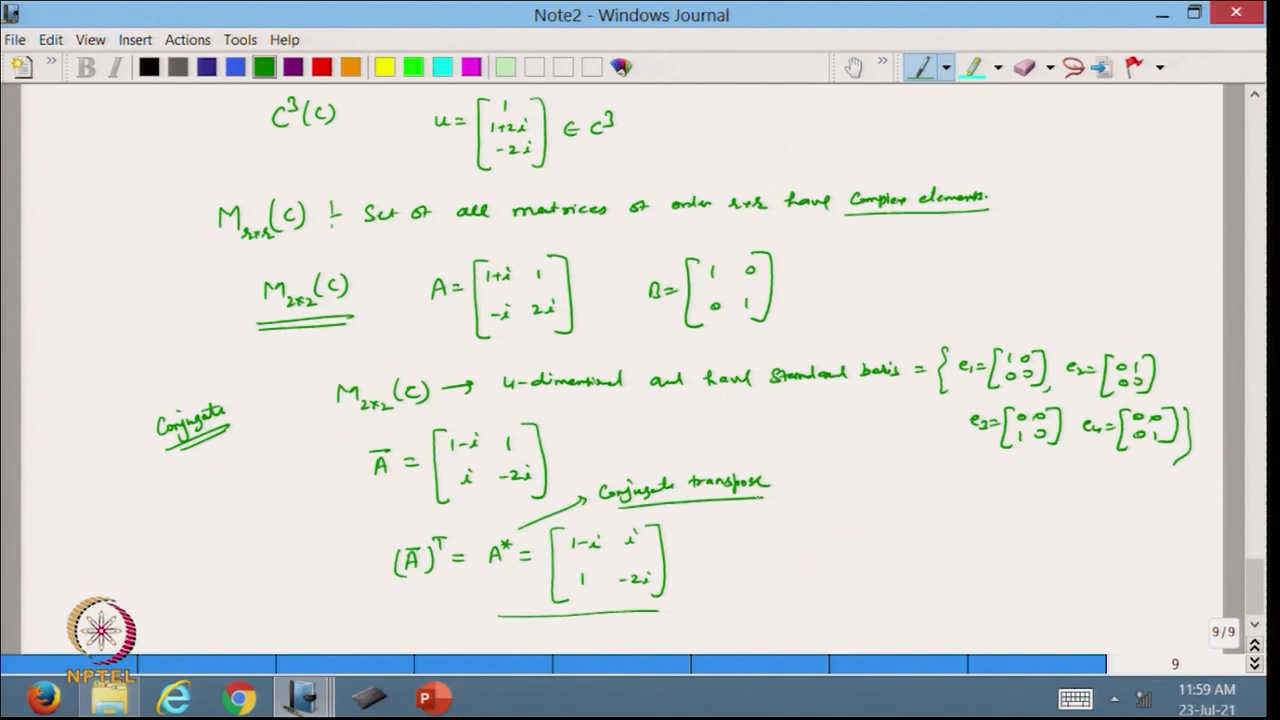 Note2 - Windows Journal
File Edit View Insert Actions Tools Help
B I
C³(C) u = [1; 1+2i; -2i] ∈ C³
M_{r×r}(C) :- Set of all matrices of order r×r have Complex elements.
M_{2×2}(C) A = [1+i 1; -i 2i] B = [1 0; 0 1]
M_{2×2}(C) → 4-dimentional and have Standard basis = { e1 = [1 0; 0 0], e2 = [0 1; 0 0]
e3 = [0 0; 1 0] e4 = [0 0; 0 1] }
Conjugate
A̅ = [1-i 1; i -2i]
Conjugate transpose
(A̅)ᵀ = A* = [1-i i; 1 -2i]
9/9
9
NPTEL
11:59 AM
23-Jul-21